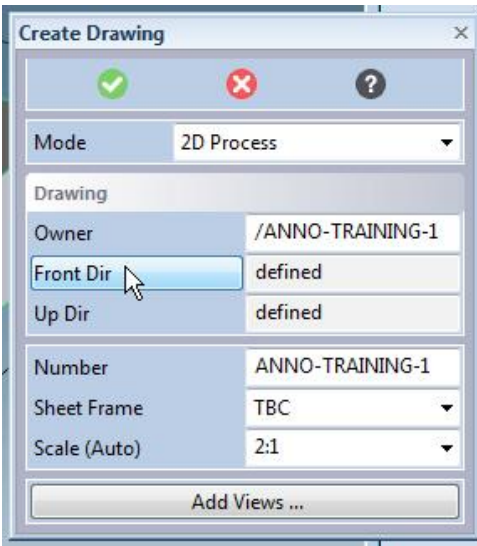 Create Drawing
?
Mode 2D Process
Drawing
Owner /ANNO-TRAINING-1
Front Dir defined
Up Dir defined
Number ANNO-TRAINING-1
Sheet Frame TBC
Scale (Auto) 2:1
Add Views ...